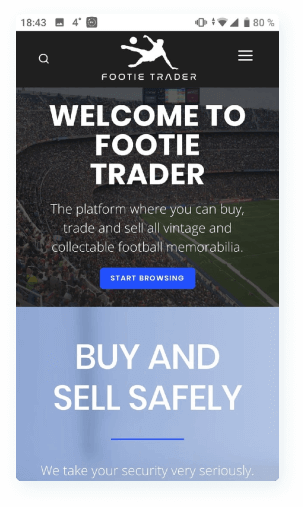 18:43 4° 80 %
FOOTIE TRADER
WELCOME TO
FOOTIE
TRADER
The platform where you can buy,
trade and sell all vintage and
collectable football memorabilia.
START BROWSING
BUY AND
SELL SAFELY
We take your security very seriously.